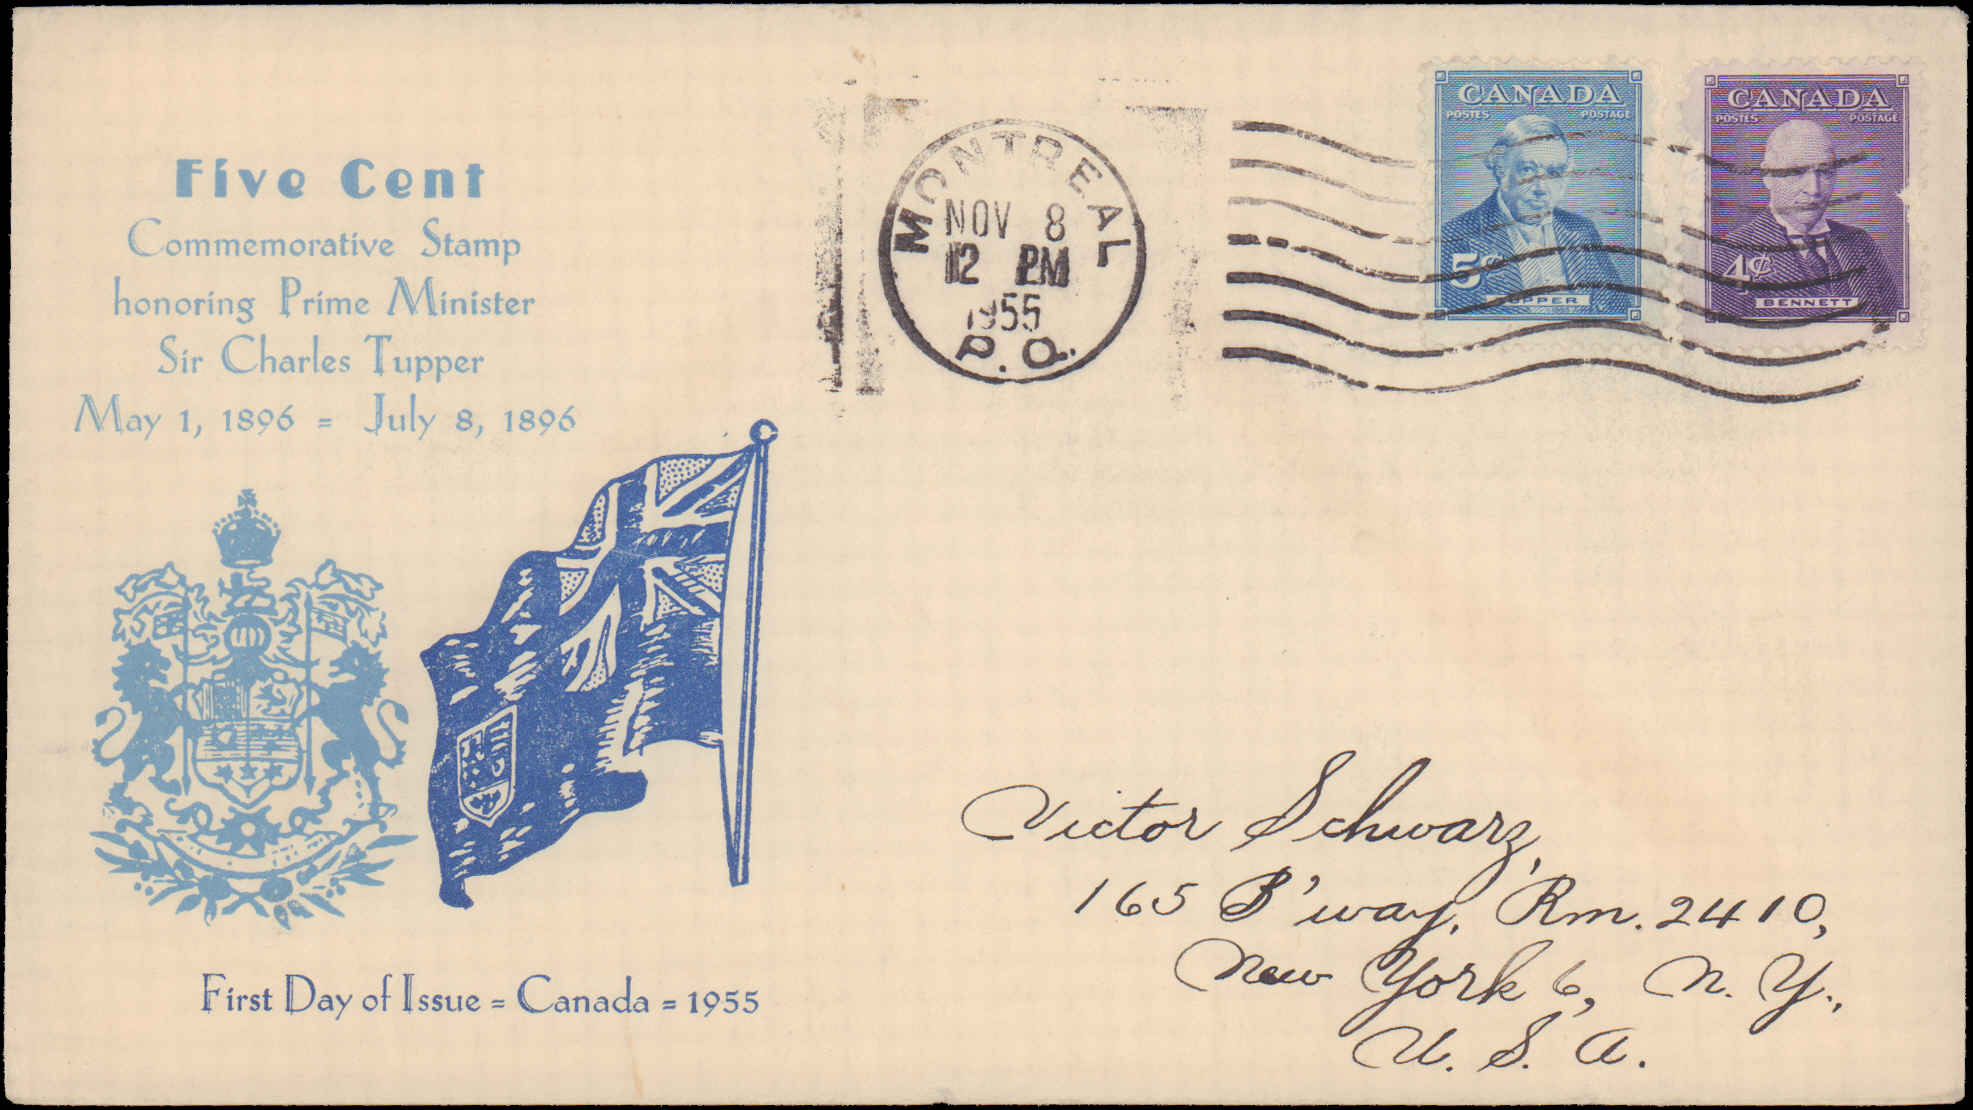 Five Cent
Commemorative Stamp
honoring Prime Minister
Sir Charles Tupper
May 1, 1896 = July 8, 1896
First Day of Issue = Canada = 1955
MONTREAL
NOV 8
12 PM
1955
P.Q.
CANADA
POSTES POSTAGE
5¢
TUPPER
CANADA
POSTES POSTAGE
4¢
BENNETT
Victor Schwarz,
165 B'way, Rm. 2410,
New York 6, N. Y.,
U. S. A.